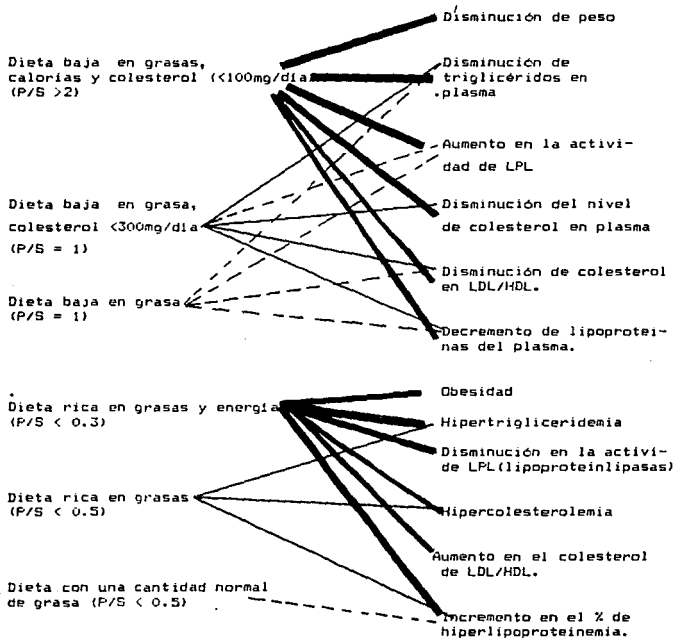 Disminución de peso
Dieta baja en grasas,
calorías y colesterol (<100mg/día
(P/S >2)
Disminución de
triglicéridos en
.plasma
Aumento en la activi-
dad de LPL
Dieta baja en grasa,
colesterol <300mg/día
(P/S = 1)
Disminución del nivel
de colesterol en plasma
Disminución de colesterol
en LDL/HDL.
Dieta baja en grasa
(P/S = 1)
Decremento de lipoproteí-
nas del plasma.
Dieta rica en grasas y energía
(P/S < 0.3)
Obesidad
Hipertrigliceridemia
Disminución en la activi-
de LPL(lipoproteinlipasas)
Dieta rica en grasas
(P/S < 0.5)
Hipercolesterolemia
Aumento en el colesterol
de LDL/HDL.
Dieta con una cantidad normal
de grasa (P/S < 0.5)
Incremento en el % de
hiperlipoproteinemia.